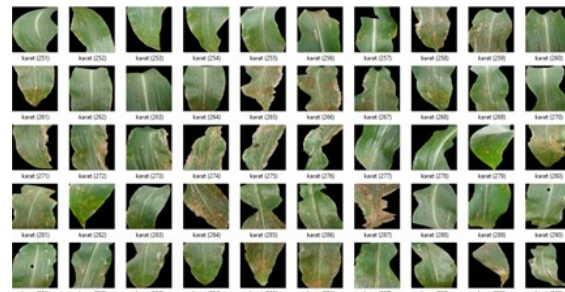 karat (251) karat (252) karat (253) karat (254) karat (255) karat (256) karat (257) karat (258) karat (259) karat (260)
karat (261) karat (262) karat (263) karat (264) karat (265) karat (266) karat (267) karat (268) karat (269) karat (270)
karat (271) karat (272) karat (273) karat (274) karat (275) karat (276) karat (277) karat (278) karat (279) karat (280)
karat (281) karat (282) karat (283) karat (284) karat (285) karat (286) karat (287) karat (288) karat (289) karat (290)